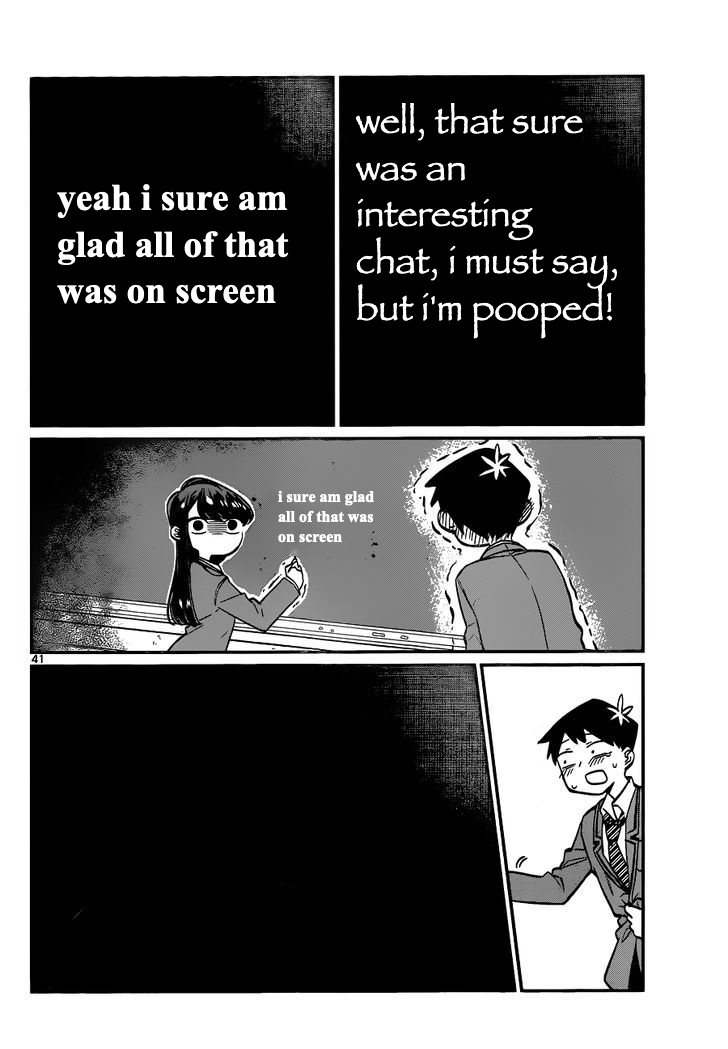 well, that sure
was an
interesting
chat, i must say,
but i'm pooped!
yeah i sure am
glad all of that
was on screen
i sure am glad
all of that was
on screen
41